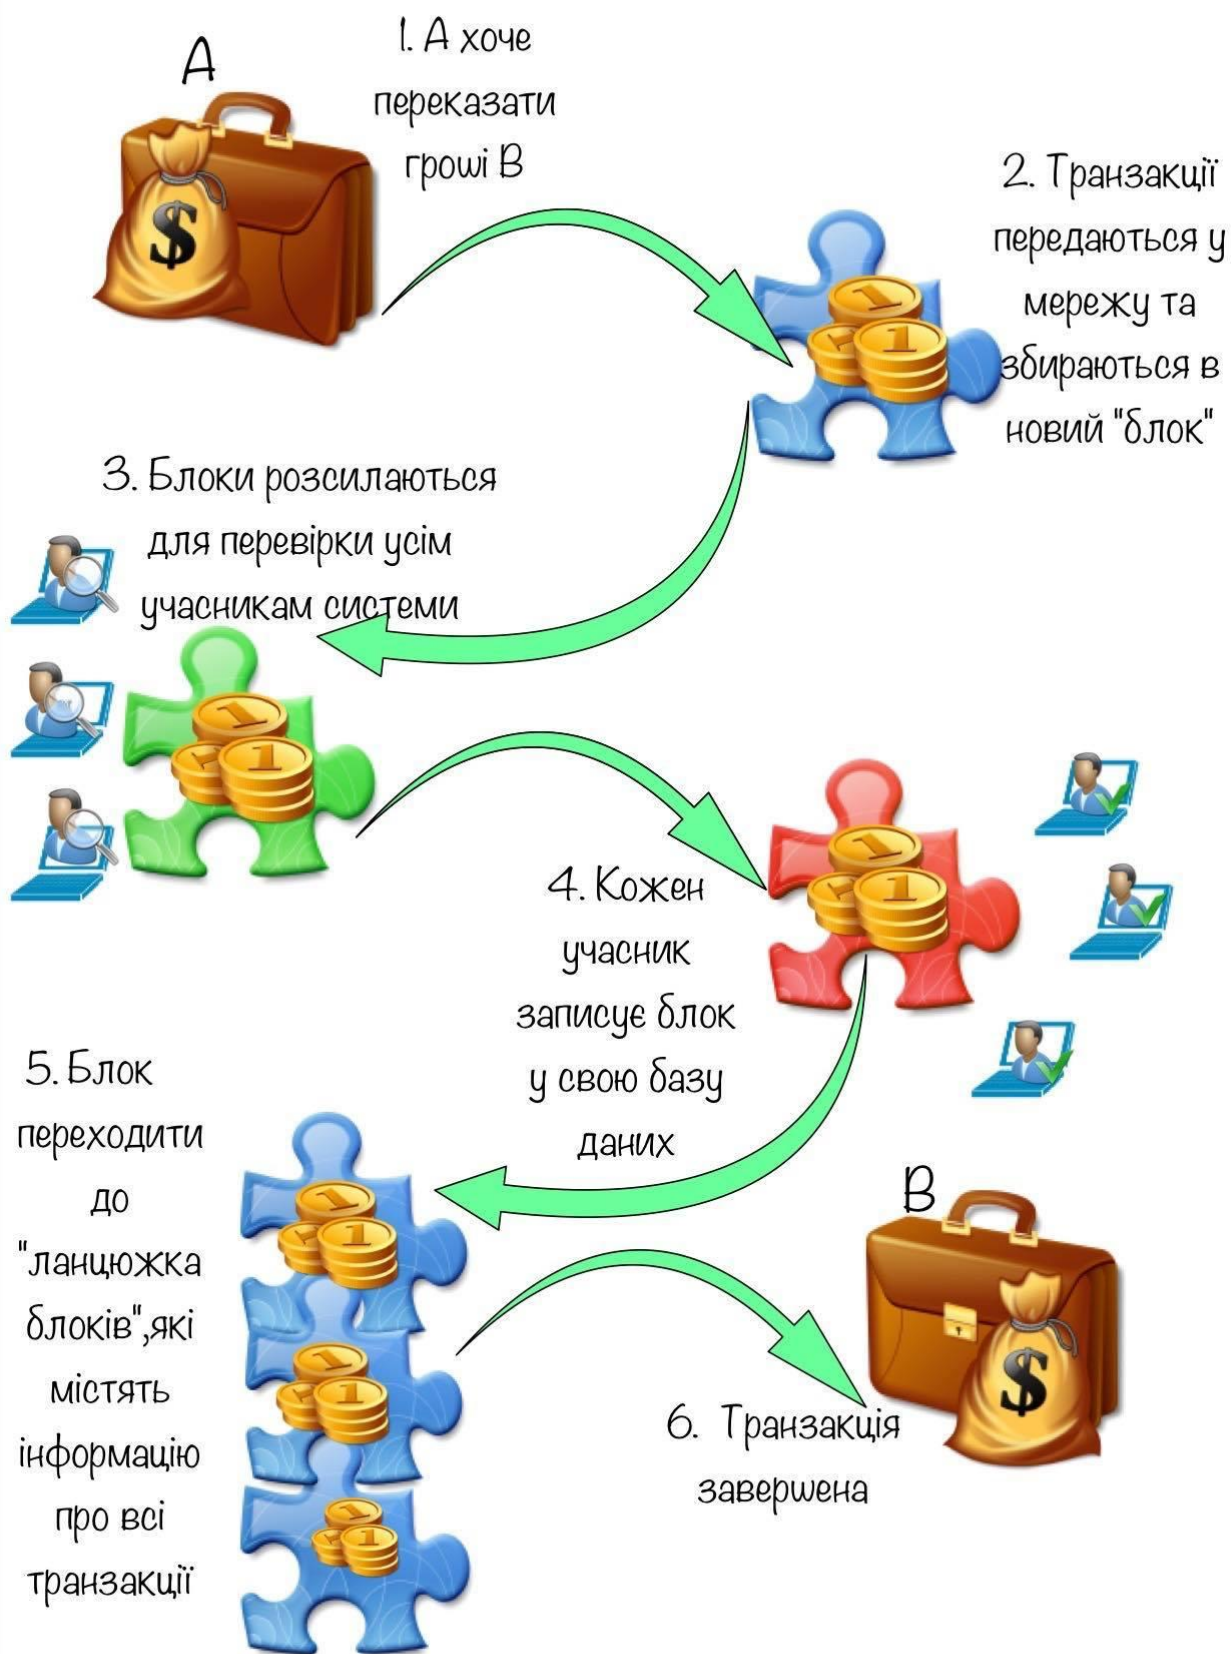 A
1. А хоче
переказати
гроші В
2. Транзакції
передаються у
мережу та
збираються в
новий "блок"
3. Блоки розсилаються
для перевірки усім
учасникам системи
4. Кожен
учасник
записує блок
у свою базу
даних
5. Блок
переходити
до
"ланцюжка
блоків",які
містять
інформацію
про всі
транзакції
B
6. Транзакція
завершена